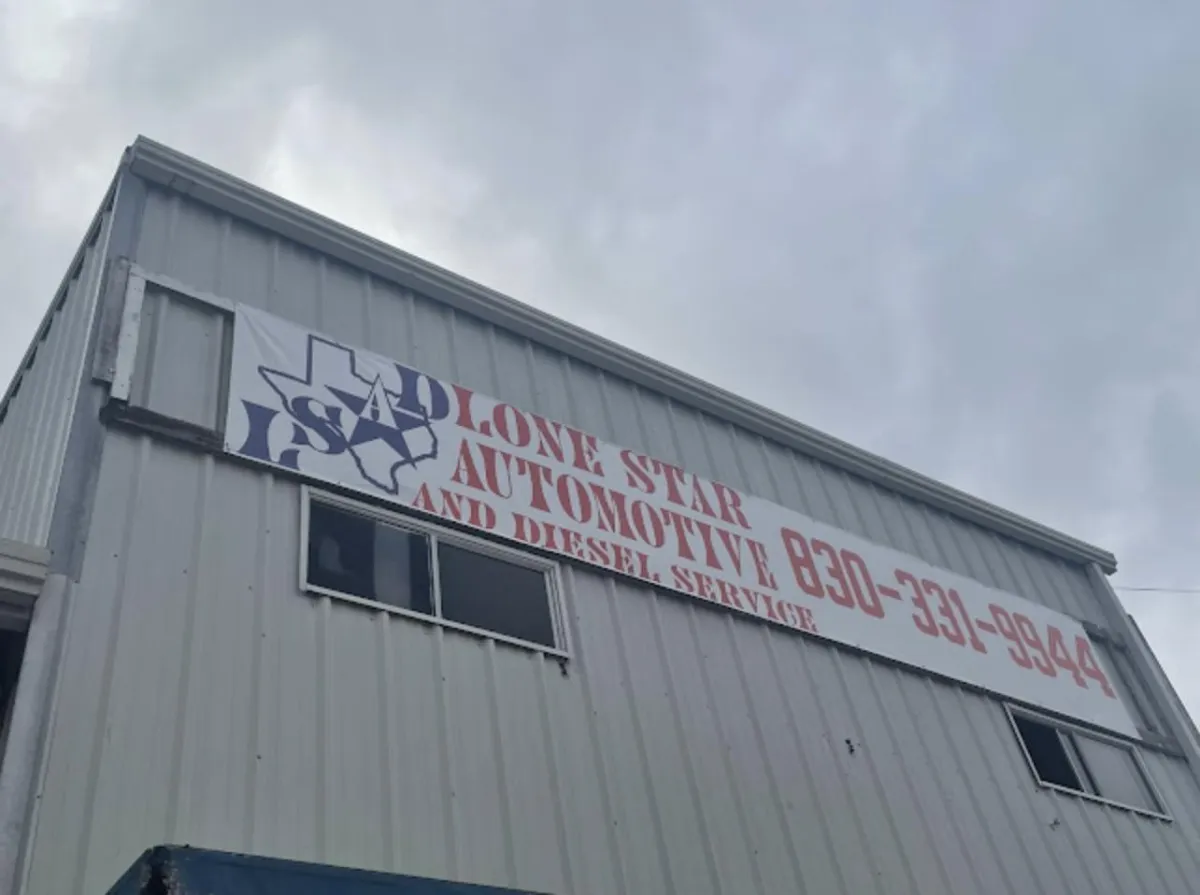 LSAD
LONE STAR
AUTOMOTIVE
AND DIESEL SERVICE
830-331-9944